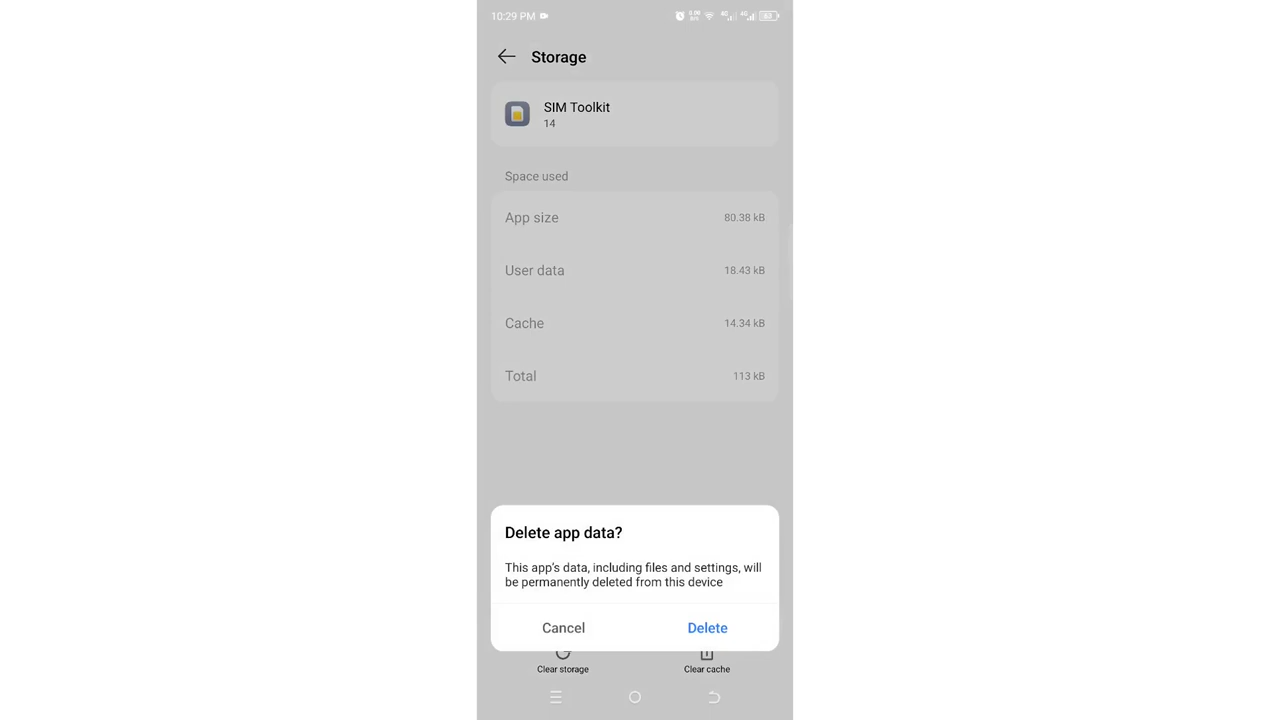 10:29 PM
Storage
SIM Toolkit
14
Space used
App size 80.38 kB
User data 18.43 kB
Cache 14.34 kB
Total 113 kB
Delete app data?
This app's data, including files and settings, will
be permanently deleted from this device
Cancel Delete
Clear storage Clear cache